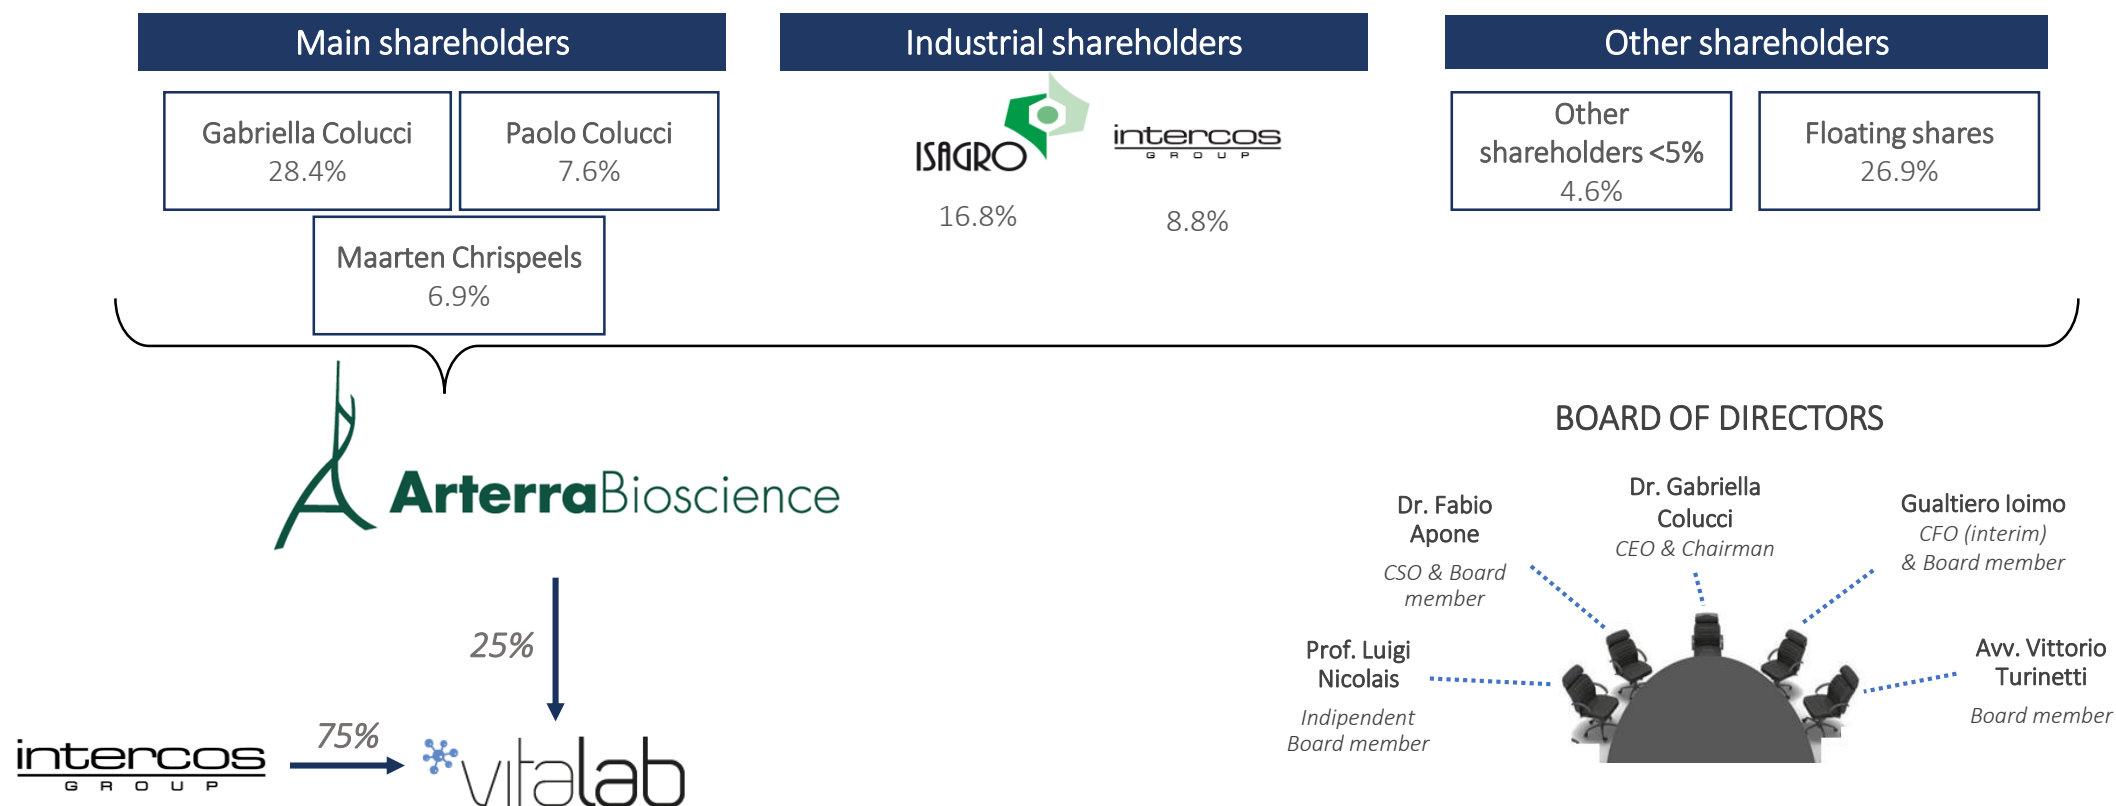 Main shareholders
Gabriella Colucci
28.4%
Paolo Colucci
7.6%
Maarten Chrispeels
6.9%
Industrial shareholders
ISAGRO
16.8%
intercos
GROUP
8.8%
Other shareholders
Other
shareholders <5%
4.6%
Floating shares
26.9%
ArterraBioscience
25%
intercos
GROUP
75%
vitalab
BOARD OF DIRECTORS
Dr. Fabio
Apone
CSO & Board
member
Dr. Gabriella
Colucci
CEO & Chairman
Gualtiero Ioimo
CFO (interim)
& Board member
Prof. Luigi
Nicolais
Indipendent
Board member
Avv. Vittorio
Turinetti
Board member